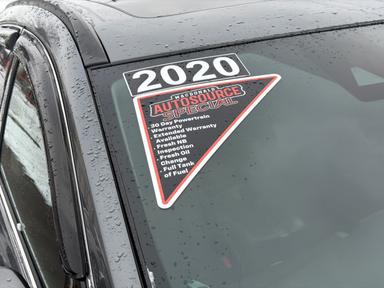 2020
MACDONALD
AUTOSOURCE
SPECIAL
. 30 Day Powertrain
Warranty
. Extended Warranty
Available
. Fresh NB
Inspection
. Fresh Oil
Change
. Full Tank
of Fuel